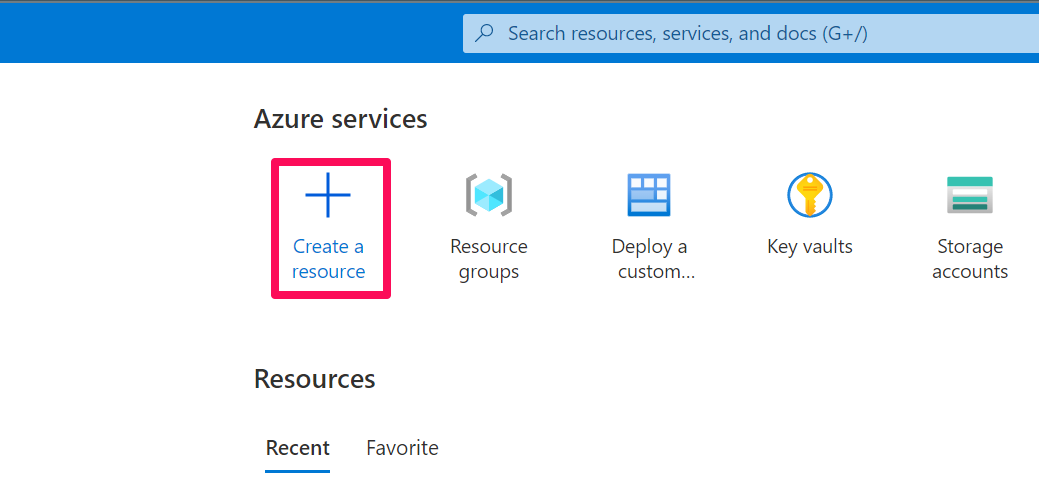 Search resources, services, and docs (G+/)
Azure services
Create a
resource
Resource
groups
Deploy a
custom...
Key vaults
Storage
accounts
Resources
Recent
Favorite